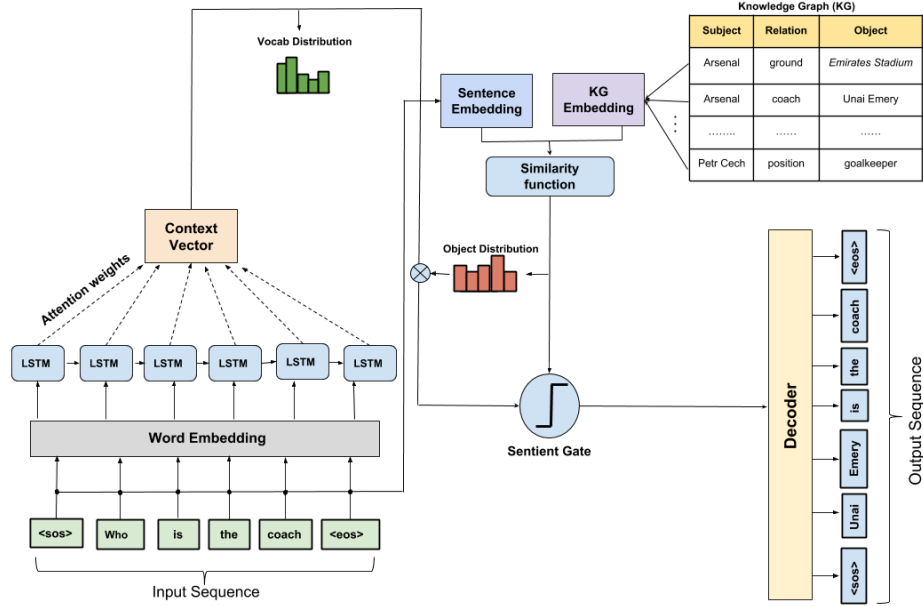 Knowledge Graph (KG)
Subject Relation Object
Arsenal ground Emirates Stadium
Arsenal coach Unai Emery
........ ...... ......
Petr Cech position goalkeeper
Vocab Distribution
Sentence
Embedding
KG
Embedding
Similarity
function
Context
Vector
Attention weights
Object Distribution
LSTM LSTM LSTM LSTM LSTM LSTM
Word Embedding
<sos> Who is the coach <eos>
Input Sequence
Sentient Gate
Decoder
<eos>
coach
the
is
Emery
Unai
<sos>
Output Sequence